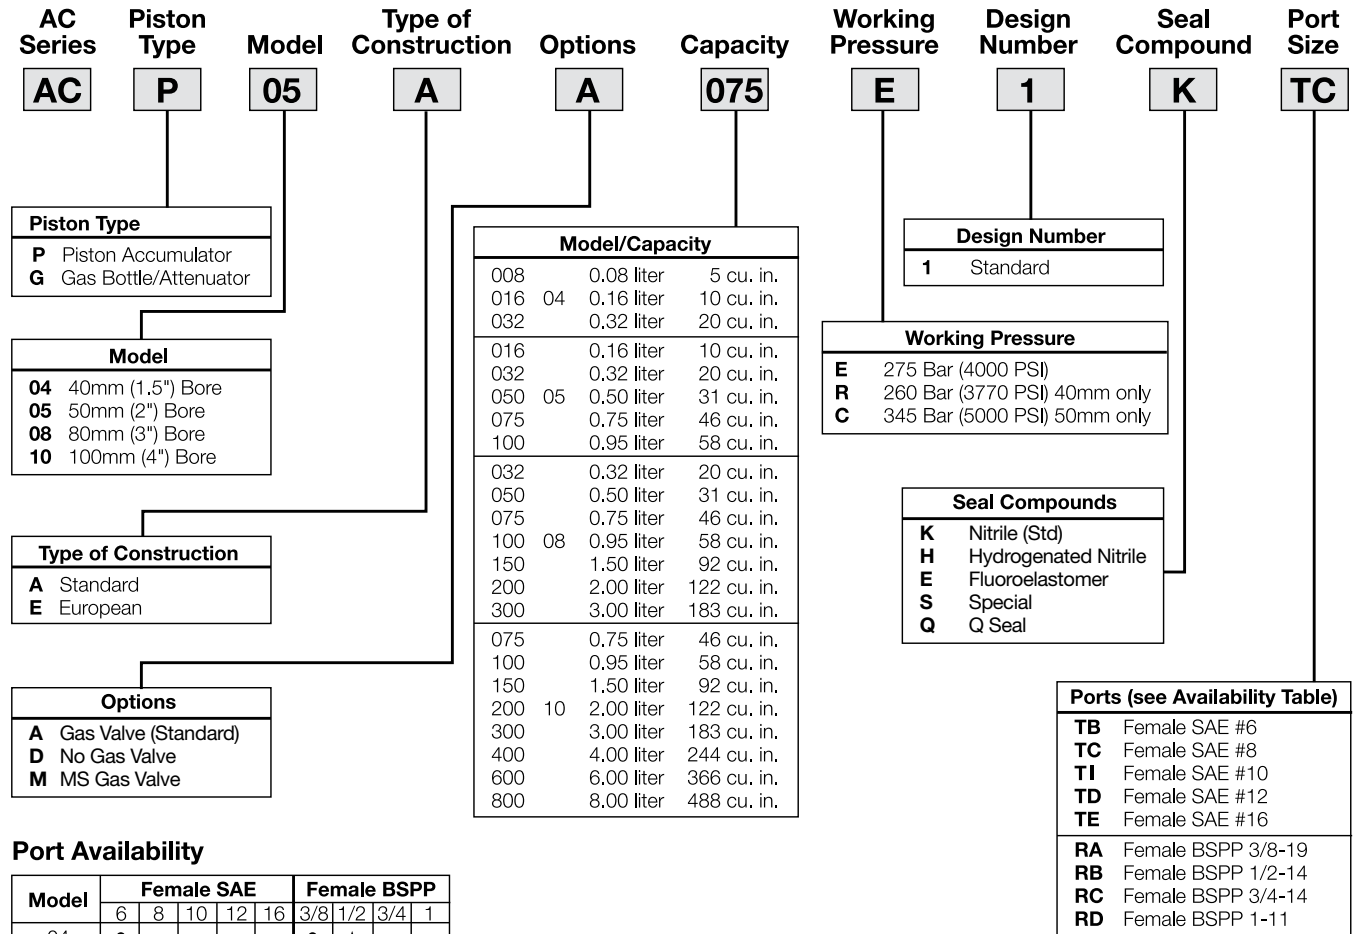 AC Series Piston Type Model Type of Construction Options Capacity Working Pressure Design Number Seal Compound Port Size
AC P 05 A A 075 E 1 K TC
Piston Type
P Piston Accumulator
G Gas Bottle/Attenuator
Model
04 40mm (1.5") Bore
05 50mm (2") Bore
08 80mm (3") Bore
10 100mm (4") Bore
Type of Construction
A Standard
E European
Options
A Gas Valve (Standard)
D No Gas Valve
M MS Gas Valve
Model/Capacity
008 0.08 liter 5 cu. in.
016 04 0.16 liter 10 cu. in.
032 0.32 liter 20 cu. in.
016 0.16 liter 10 cu. in.
032 0.32 liter 20 cu. in.
050 05 0.50 liter 31 cu. in.
075 0.75 liter 46 cu. in.
100 0.95 liter 58 cu. in.
032 0.32 liter 20 cu. in.
050 0.50 liter 31 cu. in.
075 0.75 liter 46 cu. in.
100 08 0.95 liter 58 cu. in.
150 1.50 liter 92 cu. in.
200 2.00 liter 122 cu. in.
300 3.00 liter 183 cu. in.
075 0.75 liter 46 cu. in.
100 0.95 liter 58 cu. in.
150 1.50 liter 92 cu. in.
200 10 2.00 liter 122 cu. in.
300 3.00 liter 183 cu. in.
400 4.00 liter 244 cu. in.
600 6.00 liter 366 cu. in.
800 8.00 liter 488 cu. in.
Design Number
1 Standard
Working Pressure
E 275 Bar (4000 PSI)
R 260 Bar (3770 PSI) 40mm only
C 345 Bar (5000 PSI) 50mm only
Seal Compounds
K Nitrile (Std)
H Hydrogenated Nitrile
E Fluoroelastomer
S Special
Q Q Seal
Ports (see Availability Table)
TB Female SAE #6
TC Female SAE #8
TI Female SAE #10
TD Female SAE #12
TE Female SAE #16
RA Female BSPP 3/8-19
RB Female BSPP 1/2-14
RC Female BSPP 3/4-14
RD Female BSPP 1-11
Port Availability
Model Female SAE Female BSPP
6 8 10 12 16 3/8 1/2 3/4 1